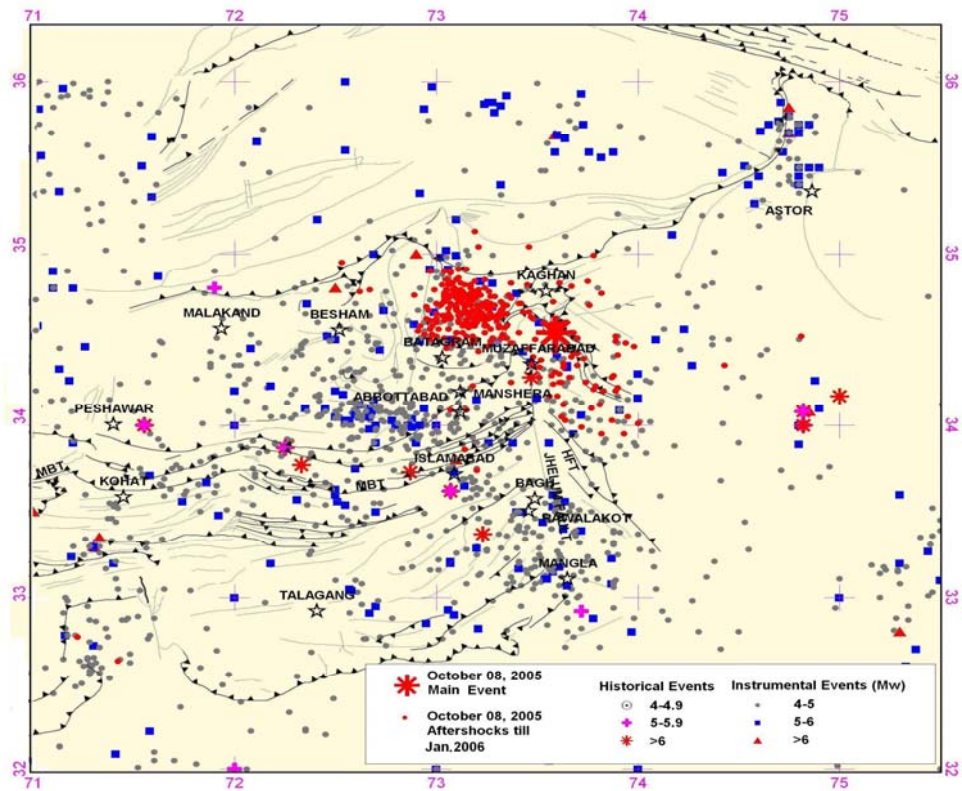 71 72 73 74 75
36 36
ASTOR
35 35
KAGHAN
MALAKAND BESHAM
BATAGRAM MUZAFFARABAD
ABBOTTABAD MANSHERA
PESHAWAR
34 34
ISLAMABAD
MBT MBT HFT
KOHAT BAGH
RAWALAKOT
MANGLA
33 33
TALAGANG
October 08, 2005
Main Event
October 08, 2005
Aftershocks till
Jan.2006
Historical Events Instrumental Events (Mw)
4-4.9 4-5
5-5.9 5-6
>6 >6
32 32
71 72 73 74 75